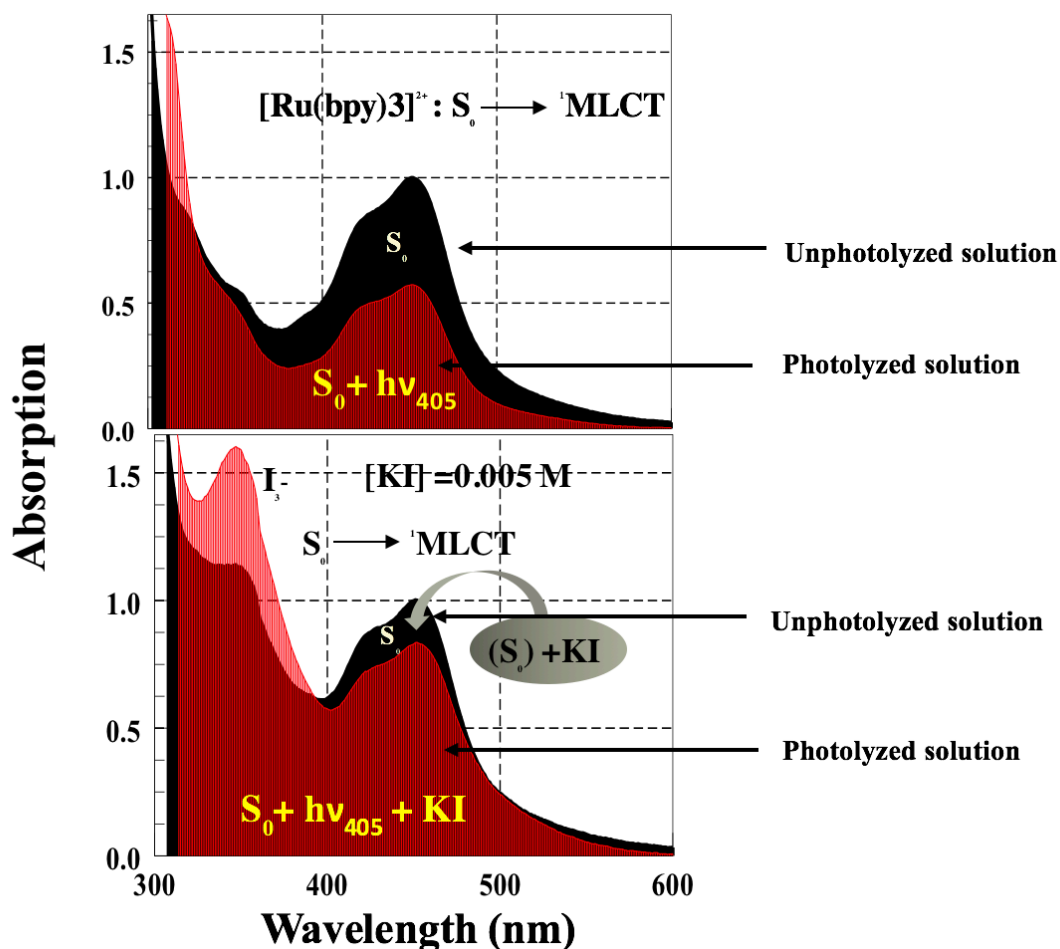 1.5
[Ru(bpy)3]²⁺ : S₀ → ¹MLCT
1.0
S₀
Unphotolyzed solution
0.5
Photolyzed solution
S₀ + hν₄₀₅
0.0
Absorption
1.5
I₃⁻ [KI] =0.005 M
S₀ → ¹MLCT
1.0
Unphotolyzed solution
S₀
(S₀) +KI
0.5
Photolyzed solution
S₀ + hν₄₀₅ + KI
0.0
300 400 500 600
Wavelength (nm)